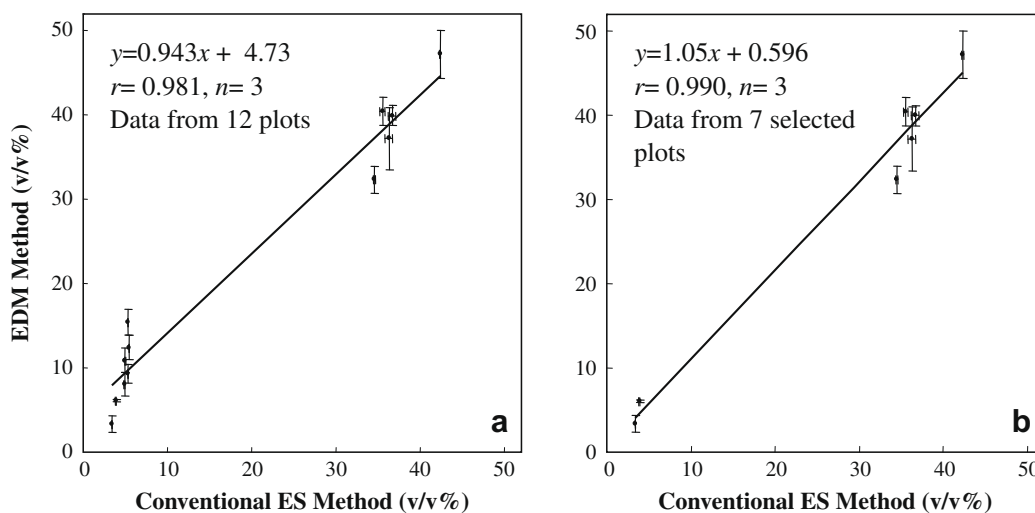 50
40
30
20
10
0
EDM Method (v/v%)
y=0.943x + 4.73
r= 0.981, n= 3
Data from 12 plots
a
0 10 20 30 40 50
Conventional ES Method (v/v%)
50
40
30
20
10
0
y=1.05x + 0.596
r= 0.990, n= 3
Data from 7 selected
plots
b
0 10 20 30 40 50
Conventional ES Method (v/v%)